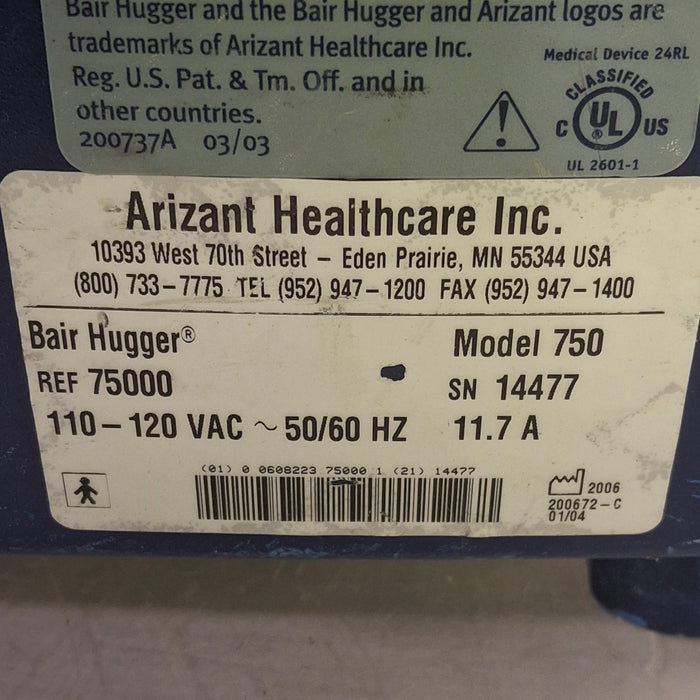 Bair Hugger and the Bair Hugger and Arizant logos are
trademarks of Arizant Healthcare Inc.
Reg. U.S. Pat. & Tm. Off. and in
other countries.
200737A 03/03
Medical Device 24RL
CLASSIFIED
C UL® US
UL 2601-1
Arizant Healthcare Inc.
10393 West 70th Street – Eden Prairie, MN 55344 USA
(800) 733-7775 TEL (952) 947-1200 FAX (952) 947-1400
Bair Hugger® Model 750
REF 75000 SN 14477
110-120 VAC ~ 50/60 HZ 11.7 A
(01) 0 0608223 75000 1 (21) 14477
2006
200672-C
01/04